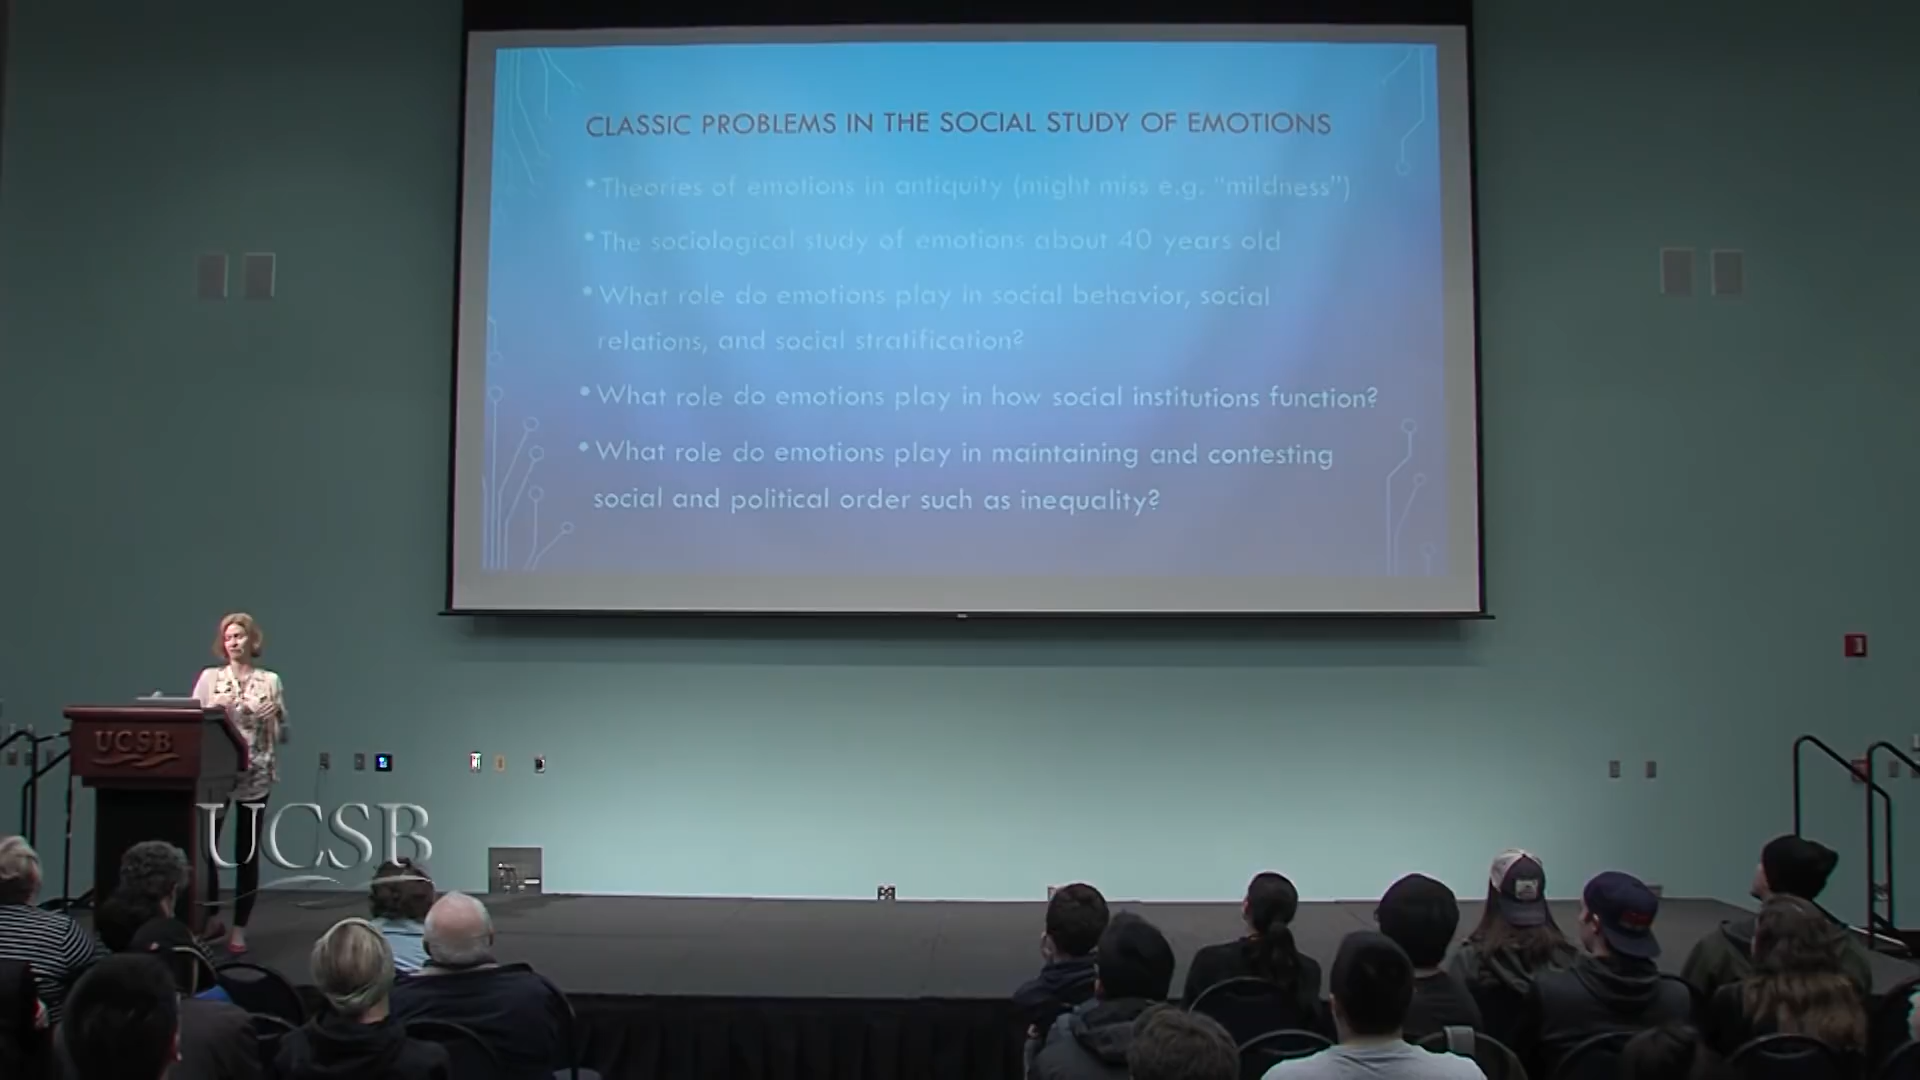 CLASSIC PROBLEMS IN THE SOCIAL STUDY OF EMOTIONS
• Theories of emotions in antiquity (might miss e.g. "mildness")
• The sociological study of emotions about 40 years old
• What role do emotions play in social behavior, social
relations, and social stratification?
• What role do emotions play in how social institutions function?
• What role do emotions play in maintaining and contesting
social and political order such as inequality?
UCSB
UCSB